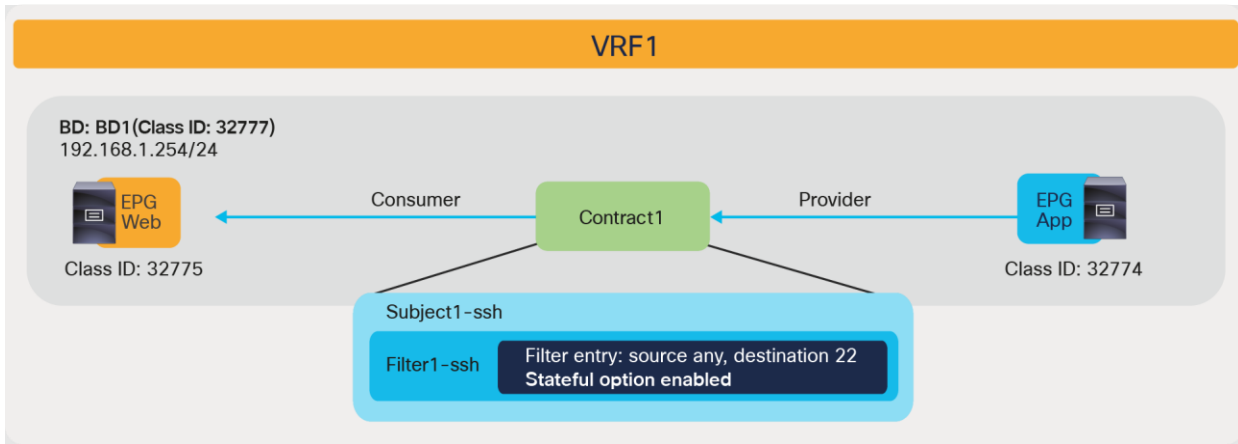 VRF1
BD: BD1(Class ID: 32777)
192.168.1.254/24
EPG
Web
Class ID: 32775
Consumer
Contract1
Provider
EPG
App
Class ID: 32774
Subject1-ssh
Filter1-ssh
Filter entry: source any, destination 22
Stateful option enabled